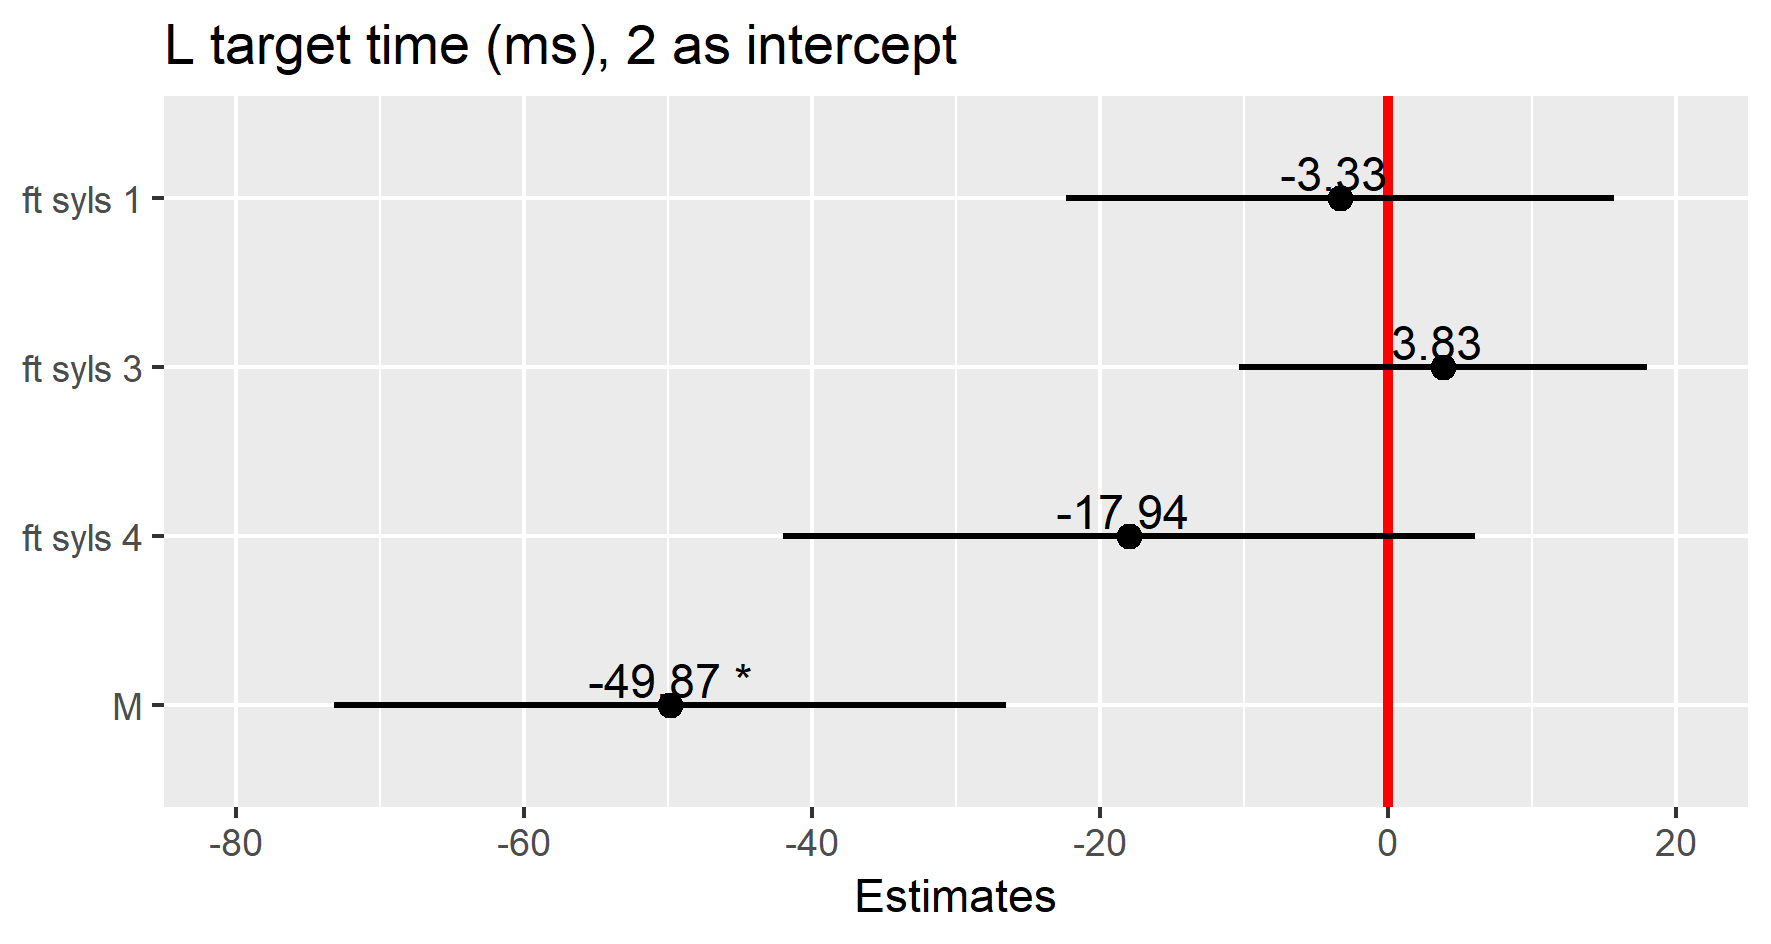 L target time (ms), 2 as intercept
ft syls 1
-3.33
ft syls 3
3.83
ft syls 4
-17.94
M
-49.87 *
-80 -60 -40 -20 0 20
Estimates